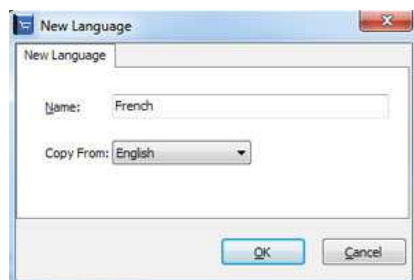 New Language
New Language
Name: French
Copy From: English
OK Cancel